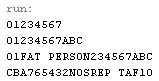 run:
01234567
01234567ABC
01FAT PERSON234567ABC
CBA765432NOSREP TAF10